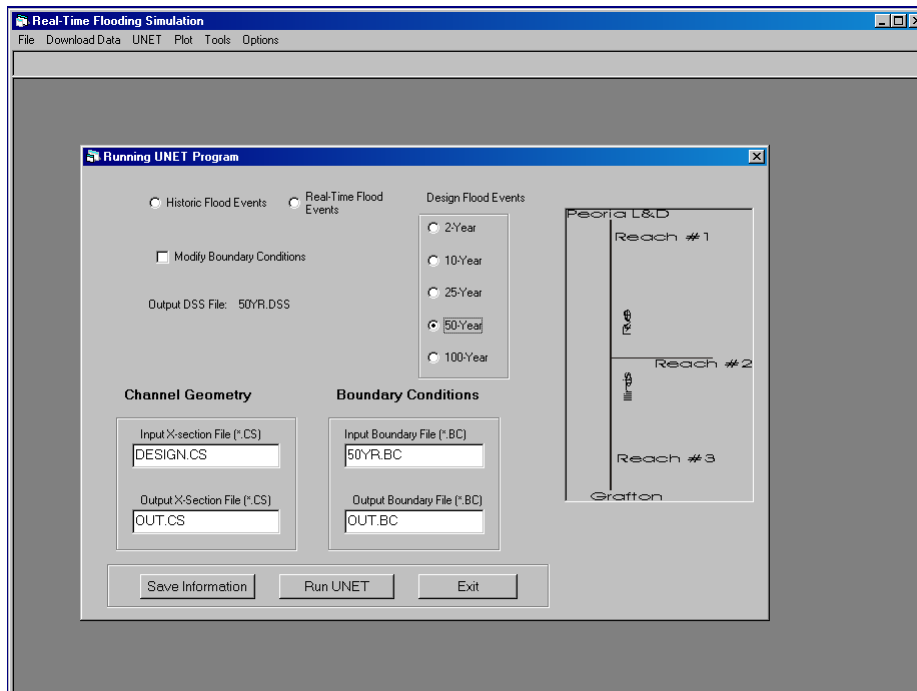 Real-Time Flooding Simulation
File Download Data UNET Plot Tools Options
Running UNET Program
Historic Flood Events
Real-Time Flood
Events
Modify Boundary Conditions
Output DSS File: 50YR.DSS
Design Flood Events
2-Year
10-Year
25-Year
50-Year
100-Year
Peoria L&D
Reach #1
River
Reach #2
Illinois
Reach #3
Grafton
Channel Geometry
Input X-section File (*.CS)
DESIGN.CS
Output X-Section File (*.CS)
OUT.CS
Boundary Conditions
Input Boundary File (*.BC)
50YR.BC
Output Boundary File (*.BC)
OUT.BC
Save Information
Run UNET
Exit